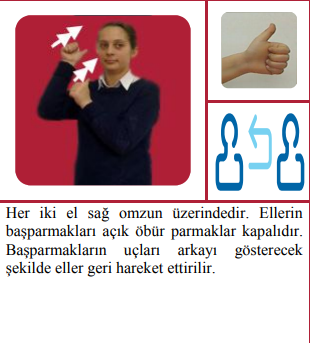 Her iki el sağ omzun üzerindedir. Ellerin
başparmakları açık öbür parmaklar kapalıdır.
Başparmakların uçları arkayı gösterecek
şekilde eller geri hareket ettirilir.